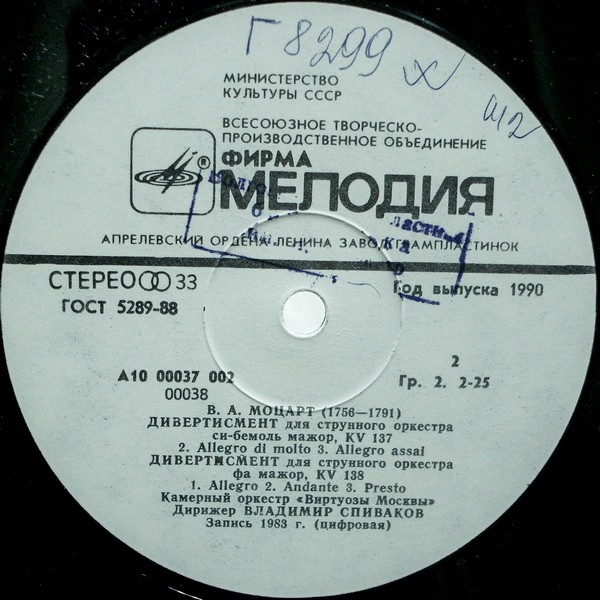 Г 8299 х
ш2
МИНИСТЕРСТВО
КУЛЬТУРЫ СССР
ВСЕСОЮЗНОЕ ТВОРЧЕСКО-
ПРОИЗВОДСТВЕННОЕ ОБЪЕДИНЕНИЕ
®
ФИРМА
МЕЛОДИЯ
АПРЕЛЕВСКИЙ ОРДЕНА ЛЕНИНА ЗАВОД ГРАМПЛАСТИНОК
СТЕРЕО 33
ГОСТ 5289-88
Год выпуска 1990
А10 00037 002
00038
2
Гр. 2. 2-25
В. А. МОЦАРТ (1756—1791)
ДИВЕРТИСМЕНТ для струнного оркестра
си-бемоль мажор, KV 137
2. Allegro di molto 3. Allegro assai
ДИВЕРТИСМЕНТ для струнного оркестра
фа мажор, KV 138
1. Allegro 2. Andante 3. Presto
Камерный оркестр «Виртуозы Москвы»
Дирижер ВЛАДИМИР СПИВАКОВ
Запись 1983 г. (цифровая)